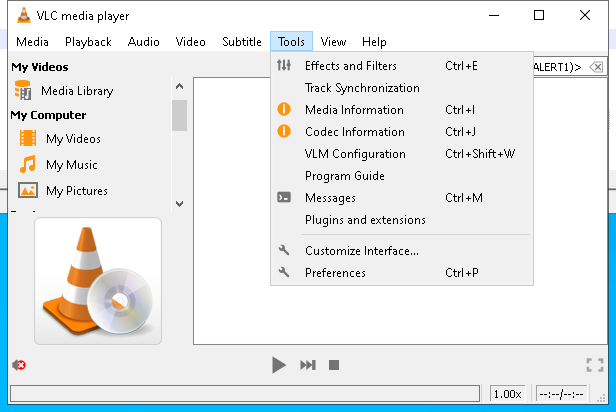 VLC media player
Media Playback Audio Video Subtitle Tools View Help
My Videos
Media Library
My Computer
My Videos
My Music
My Pictures
Effects and Filters Ctrl+E
Track Synchronization
Media Information Ctrl+I
Codec Information Ctrl+J
VLM Configuration Ctrl+Shift+W
Program Guide
Messages Ctrl+M
Plugins and extensions
Customize Interface...
Preferences Ctrl+P
ALERT1)>
1.00x --:--/--:--